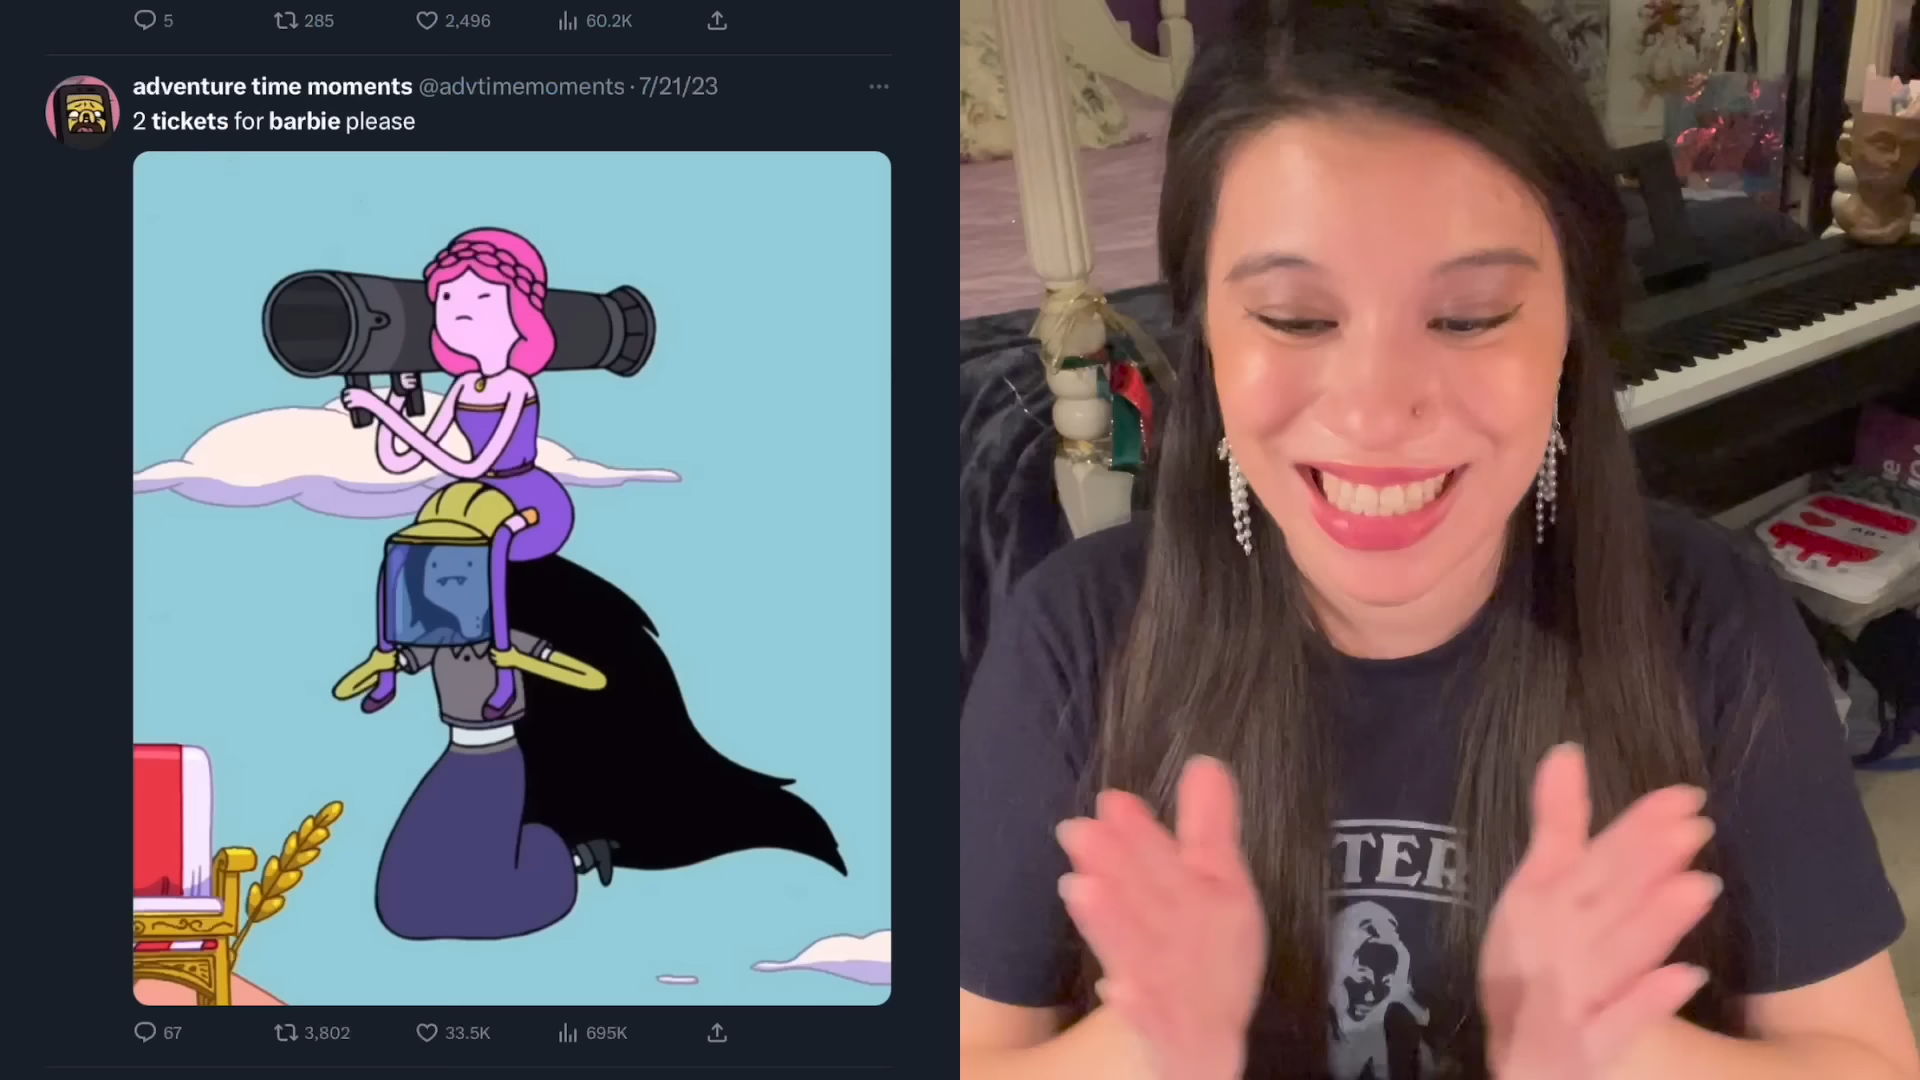 5 285 2,496 60.2K
adventure time moments @advtimemoments · 7/21/23
2 tickets for barbie please
67 3,802 33.5K 695K
TER